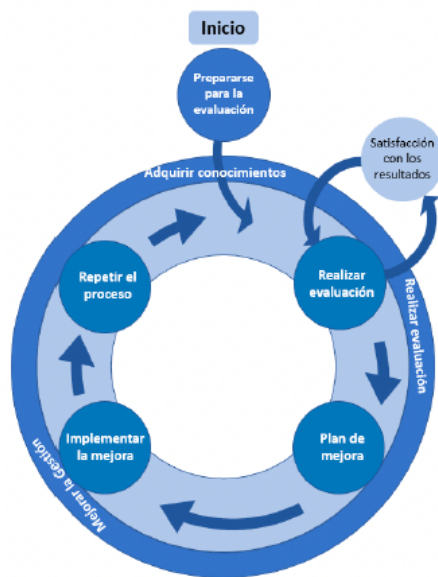 Inicio
Prepararse
para la
evaluación
Satisfacción
con los
resultados
Adquirir conocimientos
Repetir el
proceso
Realizar
evaluación
Realizar evaluación
Implementar
la mejora
Plan de
mejora
Mejorar la Gestión